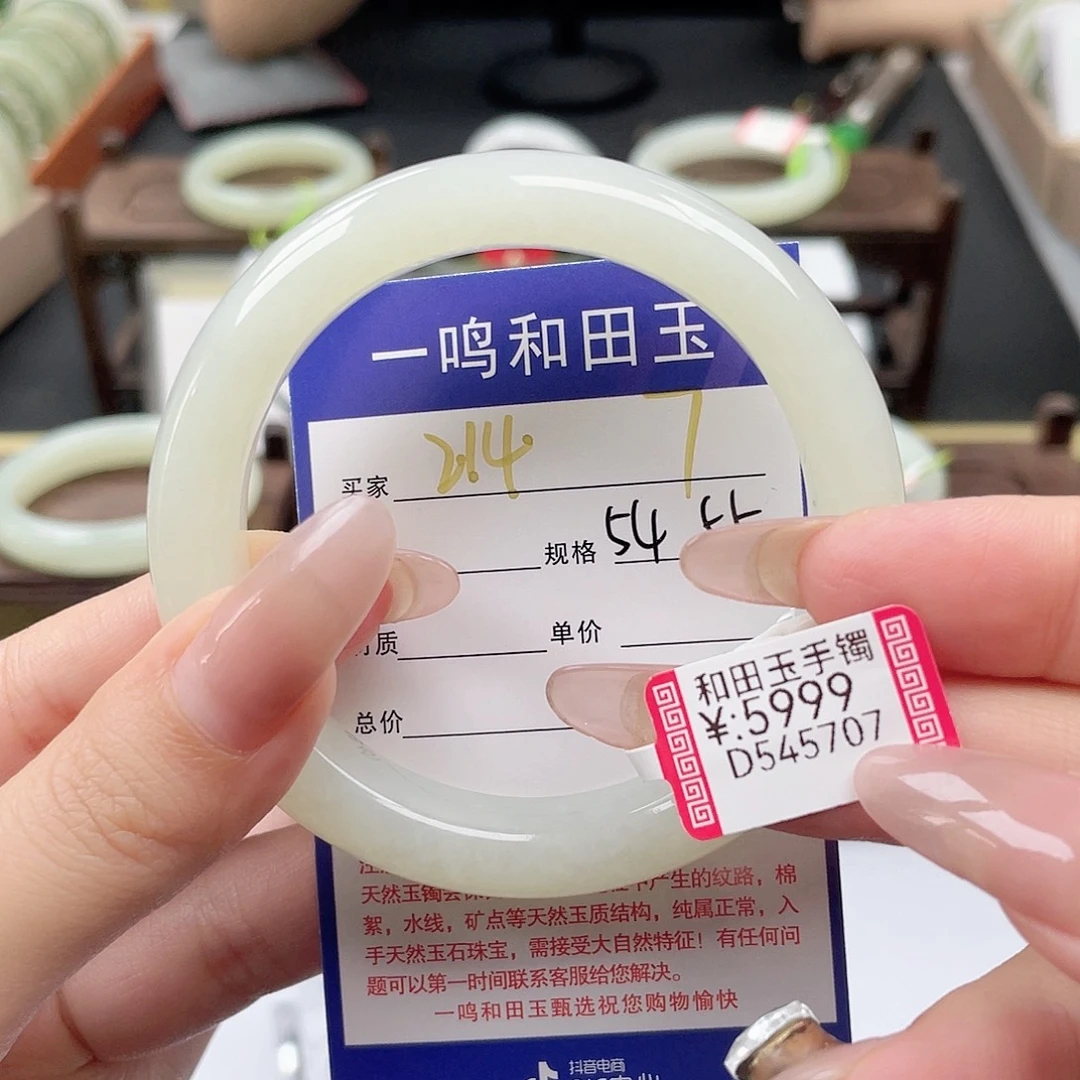 一鸣和田玉
买家 214 7
规格 54
质 单价
总价
和田玉手镯
¥:5999
D545707
产生的纹路，棉
天然玉镯会
絮，水线，矿点等天然玉质结构，纯属正常，入
手天然玉石珠宝，需接受大自然特征！有任何问
题可以第一时间联系客服给您解决。
一鸣和田玉甄选祝您购物愉快
抖音电商